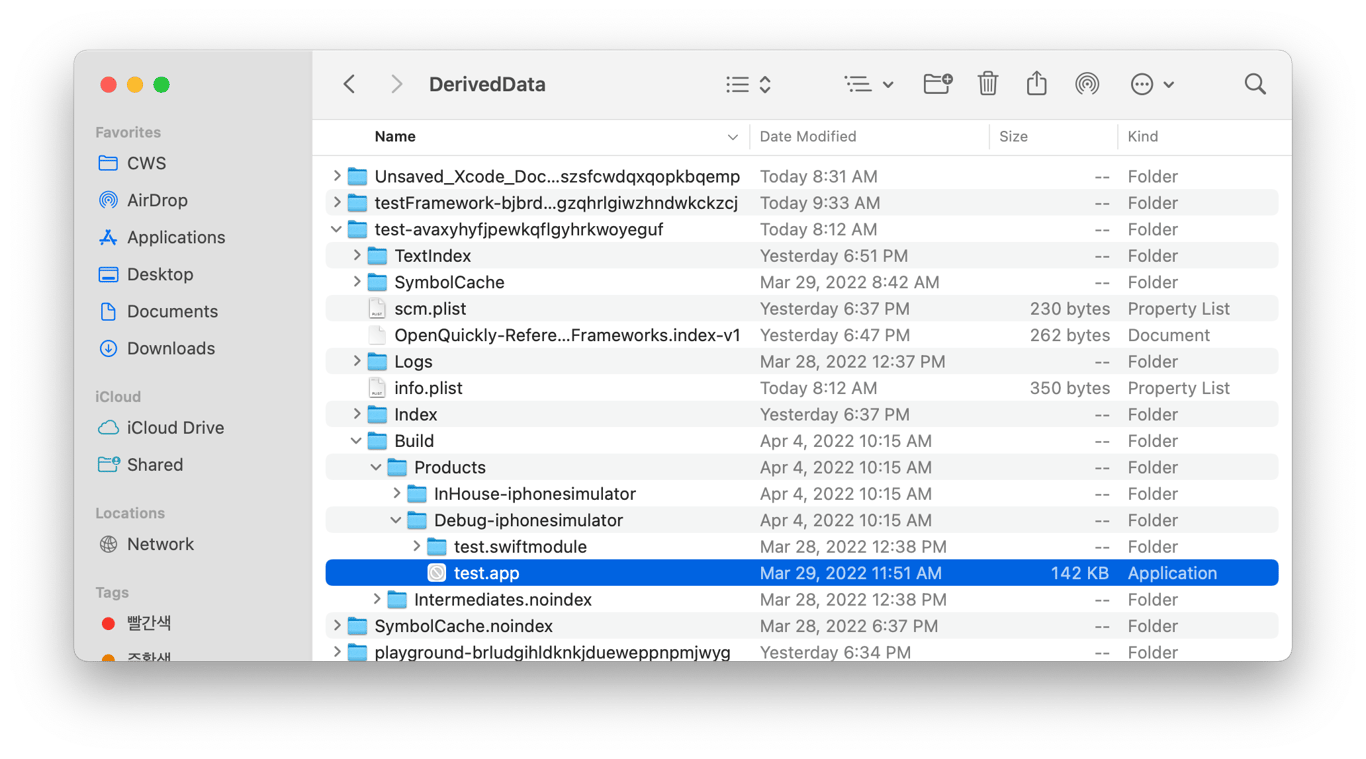 DerivedData
Favorites
CWS
AirDrop
Applications
Desktop
Documents
Downloads
iCloud
iCloud Drive
Shared
Locations
Network
Tags
빨간색
주황색
Name Date Modified Size Kind
Unsaved_Xcode_Doc...szsfcwdqxqopkbqemp Today 8:31 AM -- Folder
testFramework-bjbrd...gzqhrlgiwzhndwkckzcj Today 9:33 AM -- Folder
test-avaxyhyfjpewkqflgyhrkwoyeguf Today 8:12 AM -- Folder
TextIndex Yesterday 6:51 PM -- Folder
SymbolCache Mar 29, 2022 8:42 AM -- Folder
scm.plist Yesterday 6:37 PM 230 bytes Property List
OpenQuickly-Refere...Frameworks.index-v1 Yesterday 6:47 PM 262 bytes Document
Logs Mar 28, 2022 12:37 PM -- Folder
info.plist Today 8:12 AM 350 bytes Property List
Index Yesterday 6:37 PM -- Folder
Build Apr 4, 2022 10:15 AM -- Folder
Products Apr 4, 2022 10:15 AM -- Folder
InHouse-iphonesimulator Apr 4, 2022 10:15 AM -- Folder
Debug-iphonesimulator Apr 4, 2022 10:15 AM -- Folder
test.swiftmodule Mar 28, 2022 12:38 PM -- Folder
test.app Mar 29, 2022 11:51 AM 142 KB Application
Intermediates.noindex Mar 28, 2022 12:38 PM -- Folder
SymbolCache.noindex Mar 28, 2022 6:37 PM -- Folder
playground-brludgihldknkjdueweppnpmjwyg Yesterday 6:34 PM -- Folder